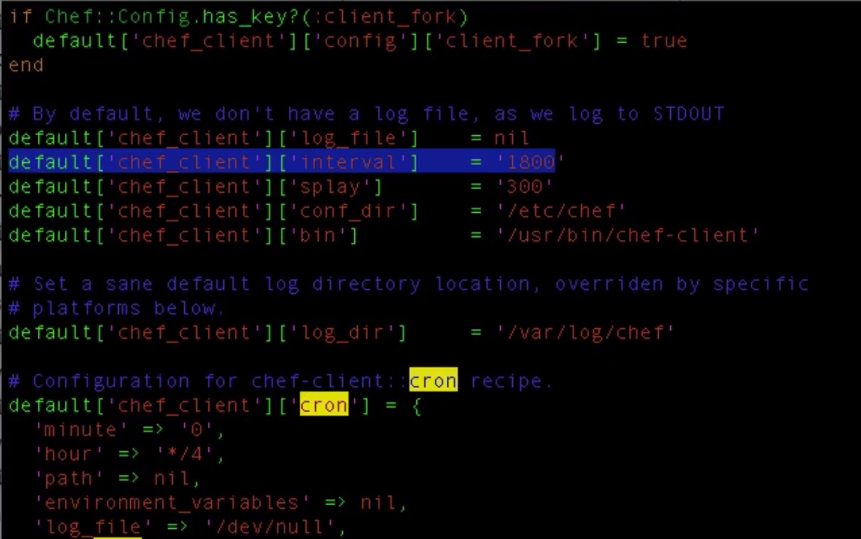 if Chef::Config.has_key?(:client_fork)
  default['chef_client']['config']['client_fork'] = true
end

# By default, we don't have a log file, as we log to STDOUT
default['chef_client']['log_file']    = nil
default['chef_client']['interval']    = '1800'
default['chef_client']['splay']       = '300'
default['chef_client']['conf_dir']    = '/etc/chef'
default['chef_client']['bin']         = '/usr/bin/chef-client'

# Set a sane default log directory location, overriden by specific
# platforms below.
default['chef_client']['log_dir']     = '/var/log/chef'

# Configuration for chef-client::cron recipe.
default['chef_client']['cron'] = {
  'minute' => '0',
  'hour' => '*/4',
  'path' => nil,
  'environment_variables' => nil,
  'log_file' => '/dev/null',